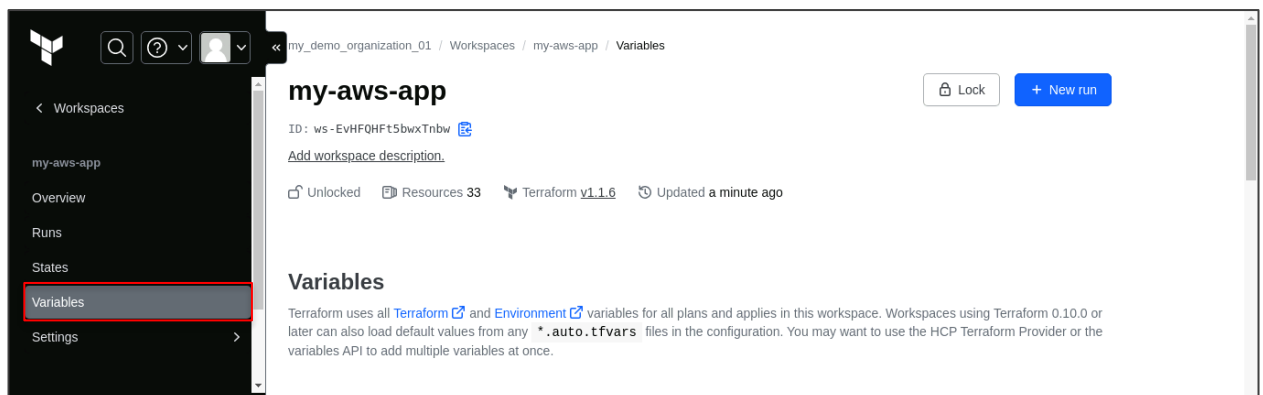 my_demo_organization_01 / Workspaces / my-aws-app / Variables
Workspaces
my-aws-app
Overview
Runs
States
Variables
Settings
my-aws-app
Lock
+ New run
ID: ws-EvHFQHFt5bwxTnbw
Add workspace description.
Unlocked Resources 33 Terraform v1.1.6 Updated a minute ago
Variables
Terraform uses all Terraform and Environment variables for all plans and applies in this workspace. Workspaces using Terraform 0.10.0 or
later can also load default values from any *.auto.tfvars files in the configuration. You may want to use the HCP Terraform Provider or the
variables API to add multiple variables at once.